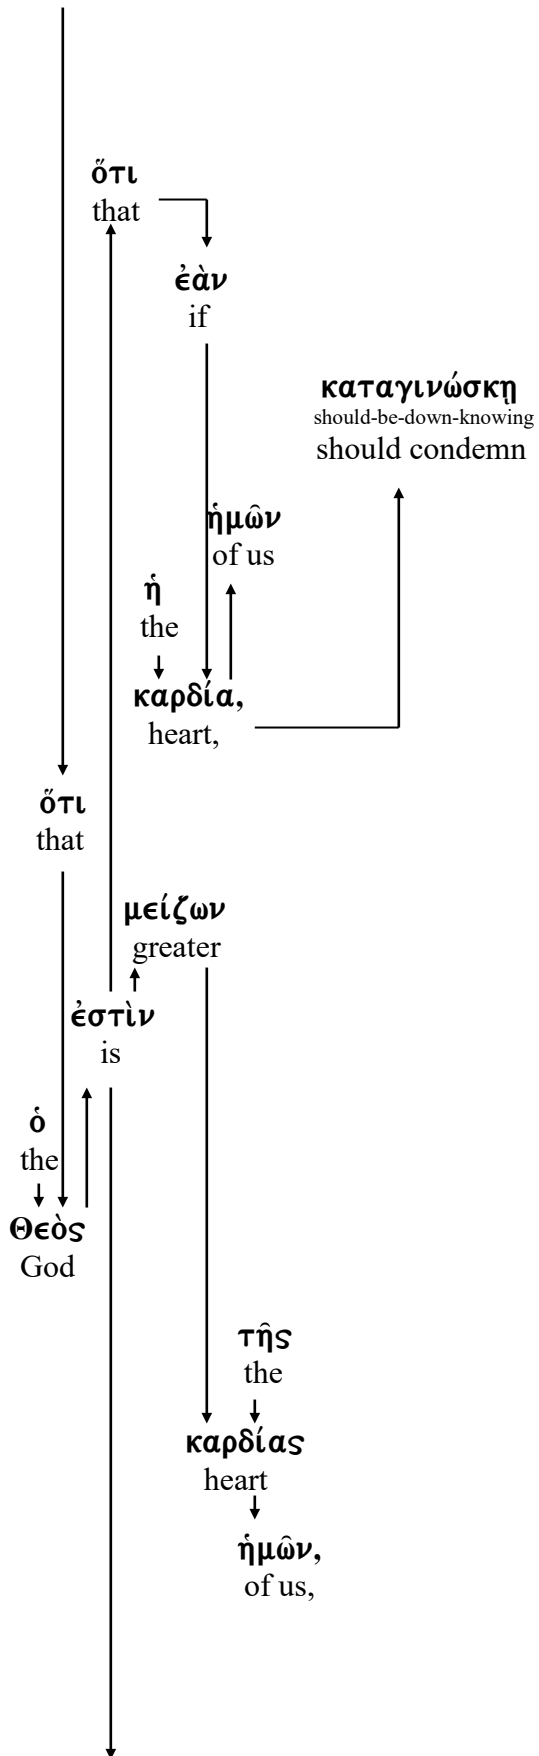 ὅτι
that
ἐὰν
if
καταγινώσκῃ
should-be-down-knowing
should condemn
ἡμῶν
of us
ἡ
the
καρδία,
heart,
ὅτι
that
μείζων
greater
ἐστὶν
is
ὁ
the
Θεὸς
God
τῆς
the
καρδίας
heart
ἡμῶν,
of us,